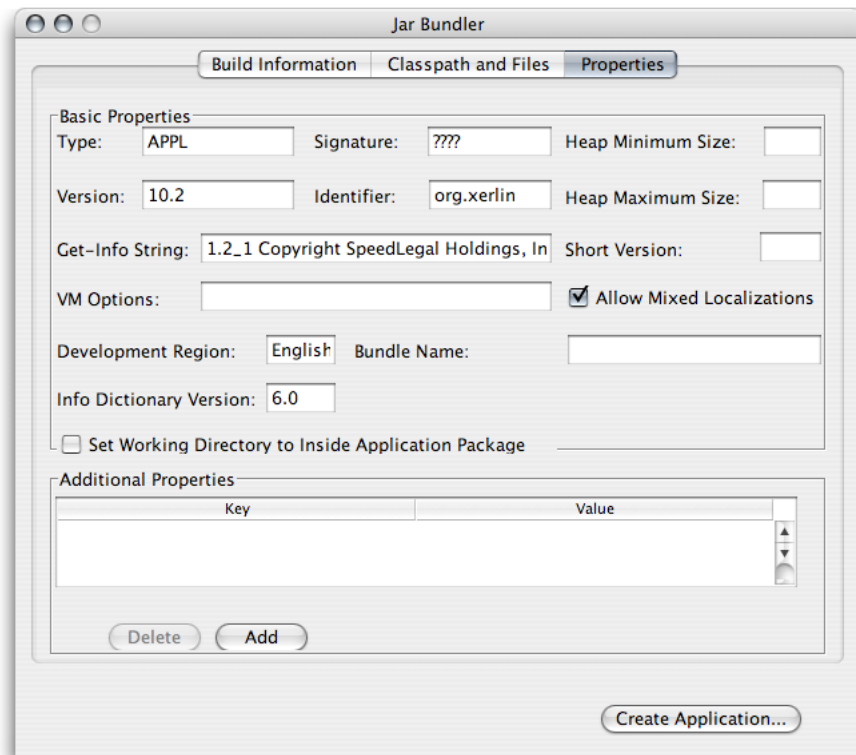 Jar Bundler
Build Information Classpath and Files Properties
Basic Properties
Type: APPL Signature: ???? Heap Minimum Size:
Version: 10.2 Identifier: org.xerlin Heap Maximum Size:
Get-Info String: 1.2_1 Copyright SpeedLegal Holdings, In Short Version:
VM Options: Allow Mixed Localizations
Development Region: English Bundle Name:
Info Dictionary Version: 6.0
Set Working Directory to Inside Application Package
Additional Properties
Key Value
Delete Add
Create Application...